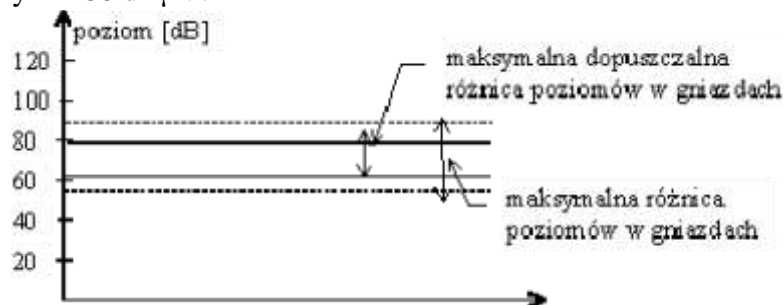 poziom [dB]
maksymalna dopuszczalna
różnica poziomów w gniazdach
120
100
80
60
40
20
maksymalna różnica
poziomów w gniazdach